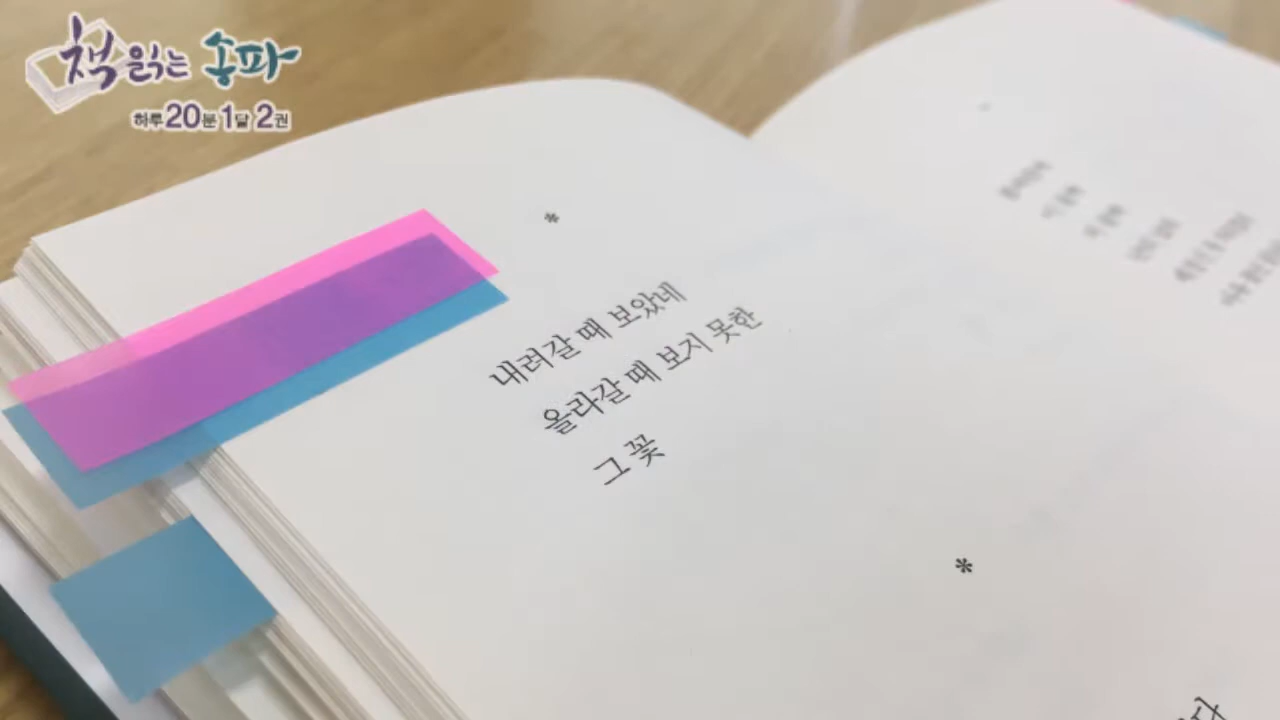 책읽는 송파
하루 20분 1달 2권
*
내려갈 때 보았네
올라갈 때 보지 못한
그 꽃
*